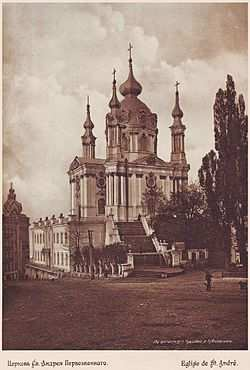 Церковь Св. Андрея Первозваннаго.
Eglise de St. André